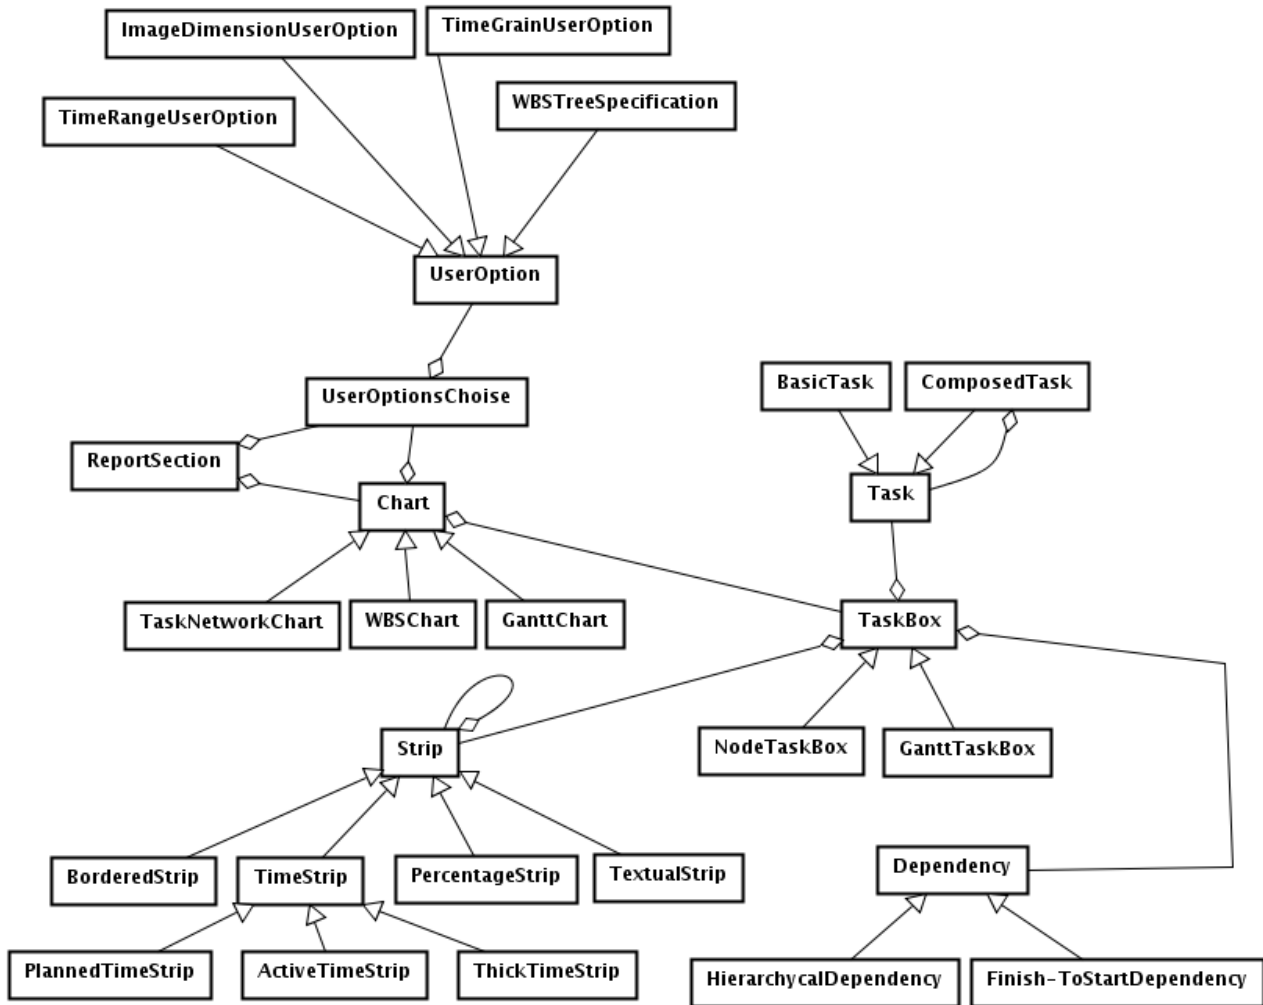 ImageDimensionUserOption
TimeGrainUserOption
WBSTreeSpecification
TimeRangeUserOption
UserOption
UserOptionsChoise
BasicTask
ComposedTask
ReportSection
Chart
Task
TaskNetworkChart
WBSChart
GanttChart
TaskBox
Strip
NodeTaskBox
GanttTaskBox
BorderedStrip
TimeStrip
PercentageStrip
TextualStrip
Dependency
PlannedTimeStrip
ActiveTimeStrip
ThickTimeStrip
HierarchycalDependency
Finish-ToStartDependency